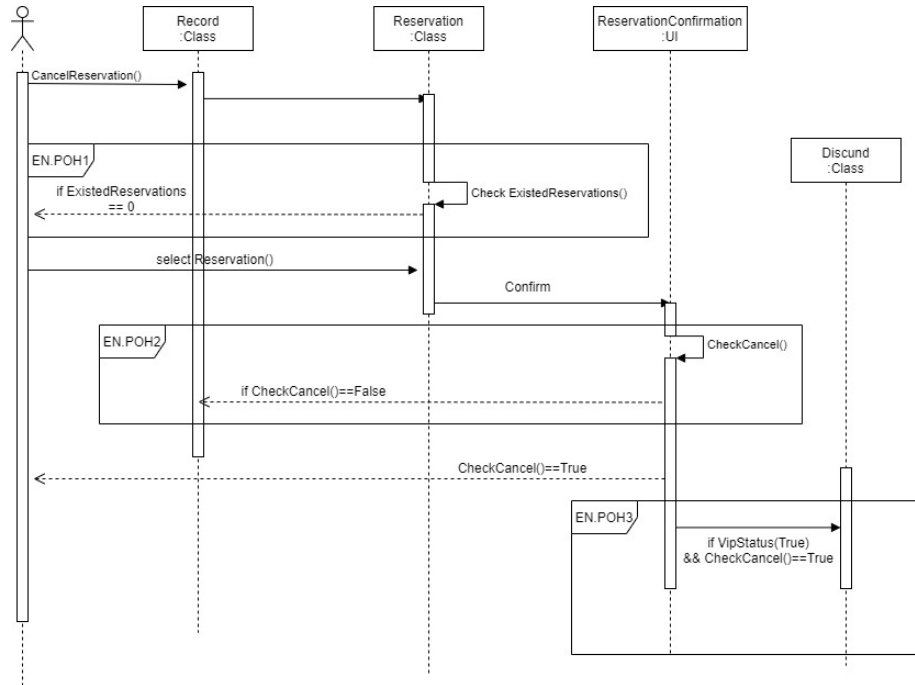 Record
:Class
Reservation
:Class
ReservationConfirmation
:UI
CancelReservation()
EN.POH1
Discund
:Class
if ExistedReservations
== 0
Check ExistedReservations()
select Reservation()
Confirm
EN.POH2
CheckCancel()
if CheckCancel()==False
CheckCancel()==True
EN.POH3
if VipStatus(True)
&& CheckCancel()==True